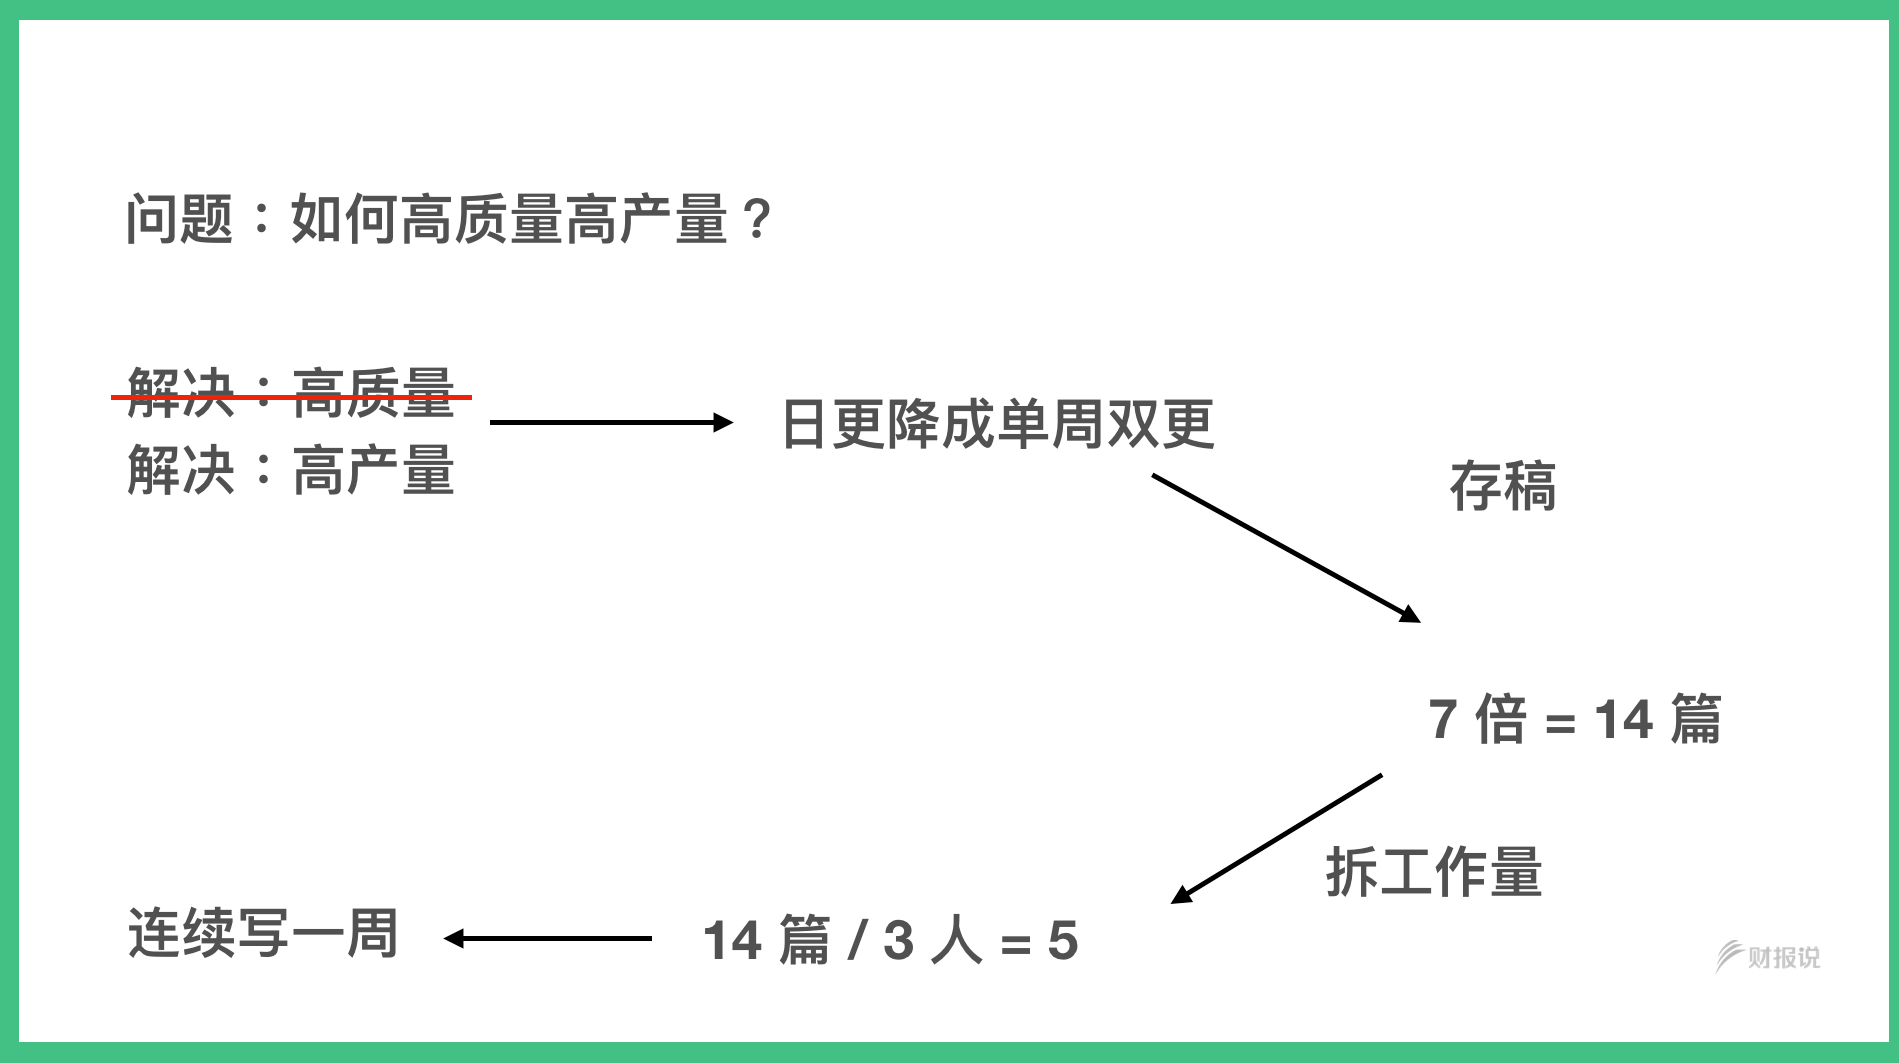 问题：如何高质量高产量？
解决：高质量
解决：高产量
日更降成单周双更
存稿
7 倍 = 14 篇
拆工作量
14 篇 / 3 人 = 5
连续写一周
财报说